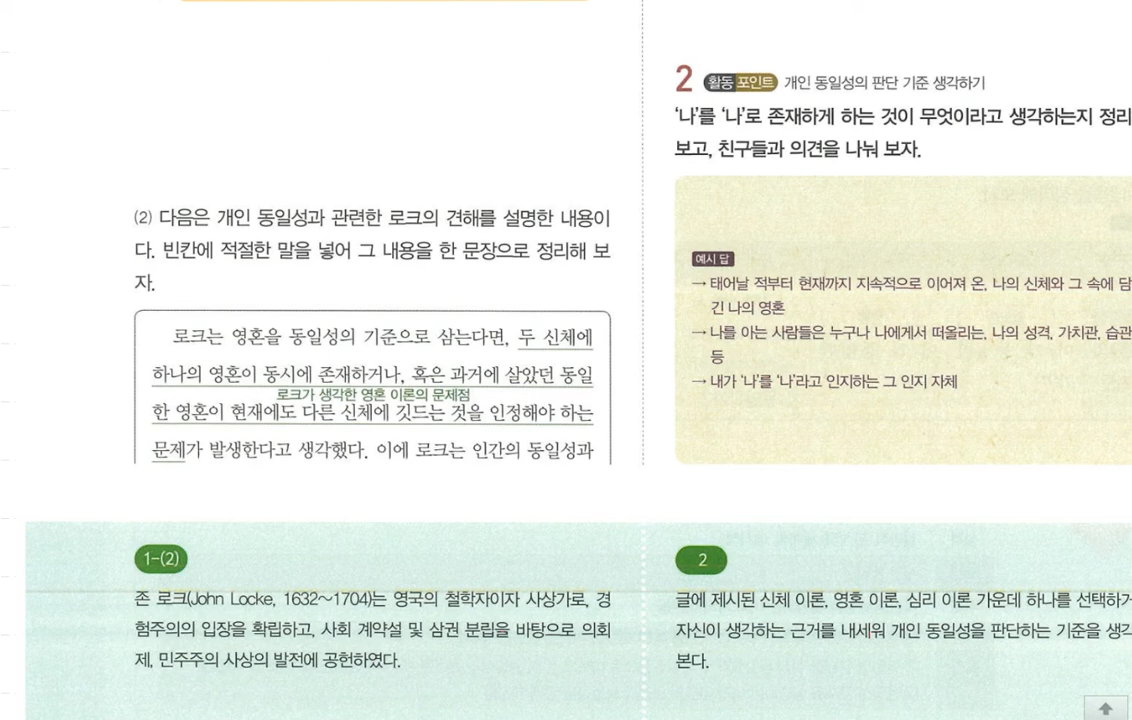 ⑵ 다음은 개인 동일성과 관련한 로크의 견해를 설명한 내용이
다. 빈칸에 적절한 말을 넣어 그 내용을 한 문장으로 정리해 보
자.
로크는 영혼을 동일성의 기준으로 삼는다면, 두 신체에
하나의 영혼이 동시에 존재하거나, 혹은 과거에 살았던 동일
로크가 생각한 영혼 이론의 문제점
한 영혼이 현재에도 다른 신체에 깃드는 것을 인정해야 하는
문제가 발생한다고 생각했다. 이에 로크는 인간의 동일성과
2 활동 포인트 개인 동일성의 판단 기준 생각하기
‘나’를 ‘나’로 존재하게 하는 것이 무엇이라고 생각하는지 정리
보고, 친구들과 의견을 나눠 보자.
예시 답
→ 태어날 적부터 현재까지 지속적으로 이어져 온, 나의 신체와 그 속에 담
긴 나의 영혼
→ 나를 아는 사람들은 누구나 나에게서 떠올리는, 나의 성격, 가치관, 습관
등
→ 내가 ‘나’를 ‘나’라고 인지하는 그 인지 자체
1-(2)
존 로크(John Locke, 1632～1704)는 영국의 철학자이자 사상가로, 경
험주의의 입장을 확립하고, 사회 계약설 및 삼권 분립을 바탕으로 의회
제, 민주주의 사상의 발전에 공헌하였다.
2
글에 제시된 신체 이론, 영혼 이론, 심리 이론 가운데 하나를 선택하거
자신이 생각하는 근거를 내세워 개인 동일성을 판단하는 기준을 생각
본다.